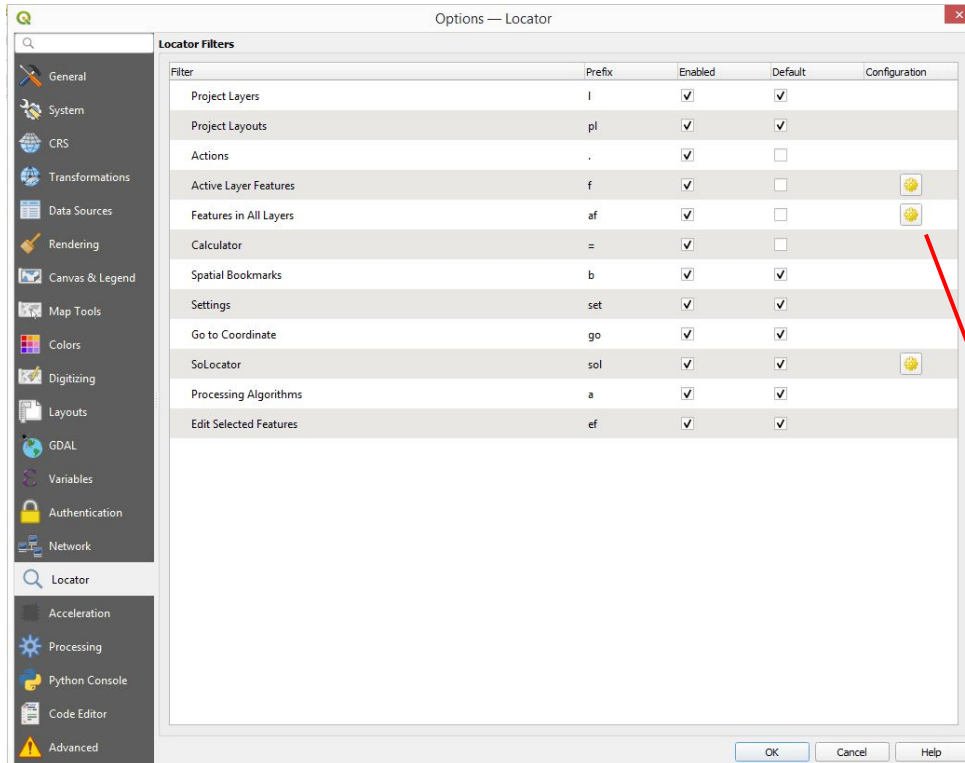 Options — Locator
Locator Filters
Filter Prefix Enabled Default Configuration
General
System
CRS
Transformations
Data Sources
Rendering
Canvas & Legend
Map Tools
Colors
Digitizing
Layouts
GDAL
Variables
Authentication
Network
Locator
Acceleration
Processing
Python Console
Code Editor
Advanced
Project Layers l
Project Layouts pl
Actions .
Active Layer Features f
Features in All Layers af
Calculator =
Spatial Bookmarks b
Settings set
Go to Coordinate go
SoLocator sol
Processing Algorithms a
Edit Selected Features ef
OK Cancel Help